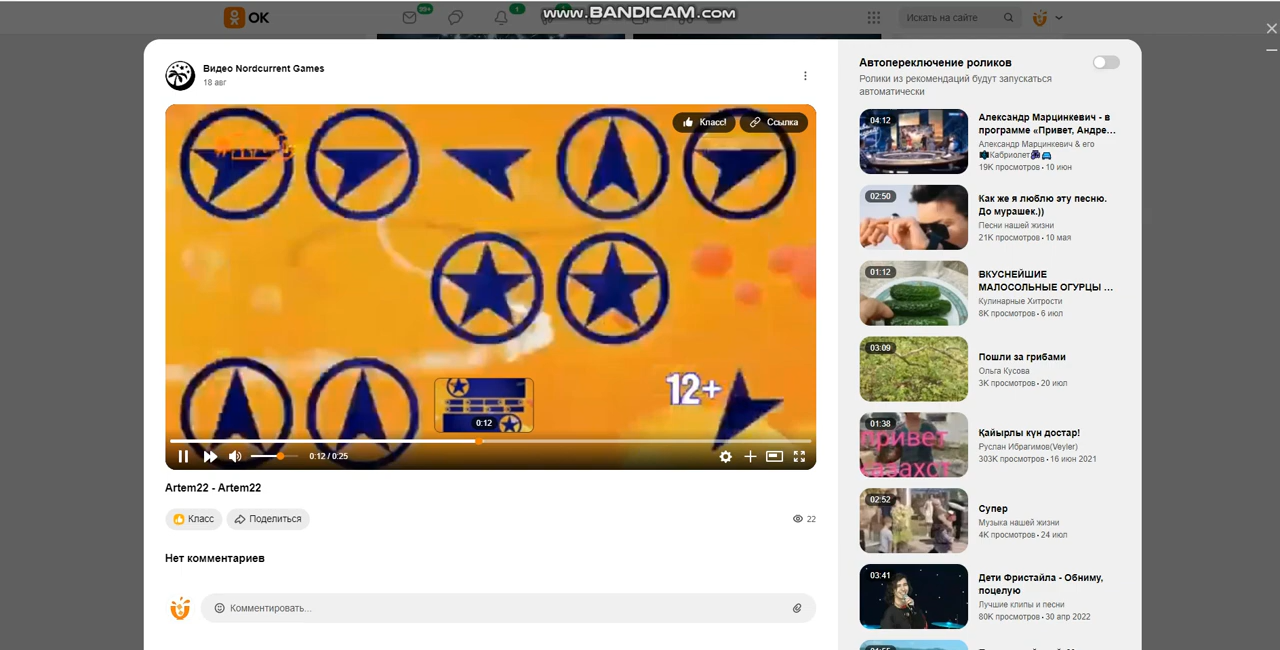 OK
99+
1
www.BANDICAM.com
Искать на сайте
Видео Nordcurrent Games
18 авг
Класс!
Ссылка
12+
0:12
0:12 / 0:25
Artem22 - Artem22
Класс
Поделиться
22
Нет комментариев
Комментировать...
Автопереключение роликов
Ролики из рекомендаций будут запускаться
автоматически
04:12
Александр Марцинкевич - в
программе «Привет, Андре...
Александр Марцинкевич & его
Кабриолет
19K просмотров • 10 июн
02:50
Как же я люблю эту песню.
До мурашек.))
Песни нашей жизни
21K просмотров • 10 мая
01:12
ВКУСНЕЙШИЕ
МАЛОСОЛЬНЫЕ ОГУРЦЫ ...
Кулинарные Хитрости
8K просмотров • 6 июл
03:09
Пошли за грибами
Ольга Кусова
3K просмотров • 20 июл
01:38
привет
казахст
Қайырлы күн достар!
Руслан Ибрагимов(Veyler)
303K просмотров • 16 июн 2021
02:52
Супер
Музыка нашей жизни
4K просмотров • 24 июл
03:41
Дети Фристайла - Обниму,
поцелую
Лучшие клипы и песни
80K просмотров • 30 апр 2022